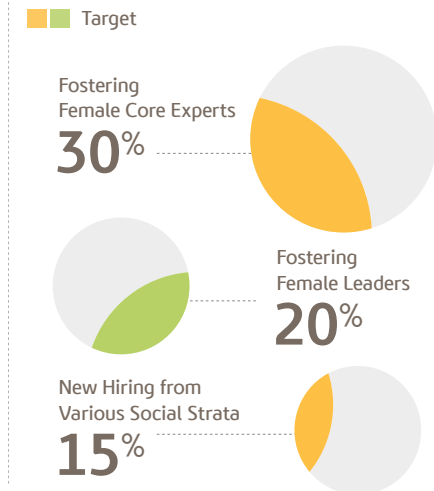 Target
Fostering
Female Core Experts
30%
Fostering
Female Leaders
20%
New Hiring from
Various Social Strata
15%